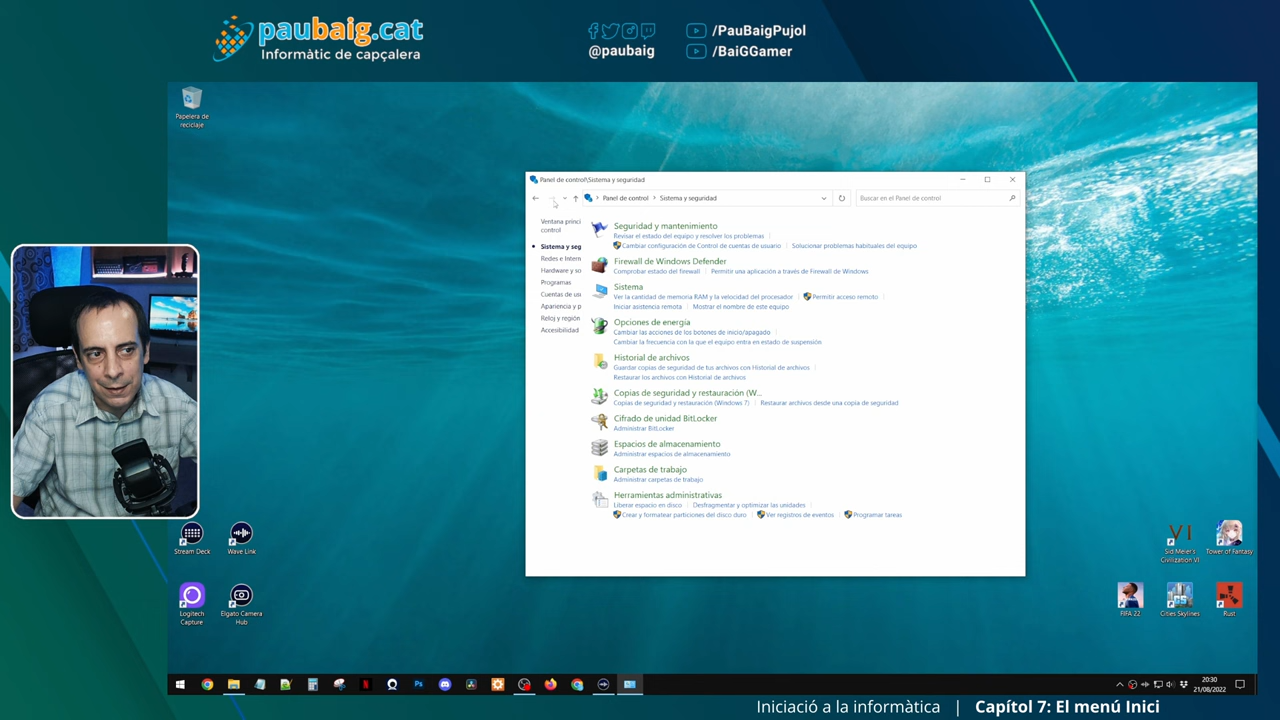 paubaig.cat
Informàtic de capçalera
@paubaig
/PauBaigPujol
/BaiGGamer
Papelera de
reciclaje
Panel de control\Sistema y seguridad
Panel de control > Sistema y seguridad
Buscar en el Panel de control
Ventana princi
control
Sistema y seg
Redes e Intern
Hardware y so
Programas
Cuentas de us
Apariencia y p
Reloj y región
Accesibilidad
Seguridad y mantenimiento
Revisar el estado del equipo y resolver los problemas
Cambiar configuración de Control de cuentas de usuario
Solucionar problemas habituales del equipo
Firewall de Windows Defender
Comprobar estado del firewall
Permitir una aplicación a través de Firewall de Windows
Sistema
Ver la cantidad de memoria RAM y la velocidad del procesador
Permitir acceso remoto
Iniciar asistencia remota
Mostrar el nombre de este equipo
Opciones de energía
Cambiar las acciones de los botones de inicio/apagado
Cambiar la frecuencia con la que el equipo entra en estado de suspensión
Historial de archivos
Guardar copias de seguridad de tus archivos con Historial de archivos
Restaurar los archivos con Historial de archivos
Copias de seguridad y restauración (W...
Copias de seguridad y restauración (Windows 7)
Restaurar archivos desde una copia de seguridad
Cifrado de unidad BitLocker
Administrar BitLocker
Espacios de almacenamiento
Administrar espacios de almacenamiento
Carpetas de trabajo
Administrar carpetas de trabajo
Herramientas administrativas
Liberar espacio en disco
Desfragmentar y optimizar las unidades
Crear y formatear particiones del disco duro
Ver registros de eventos
Programar tareas
Stream Deck
Wave Link
Logitech
Capture
Elgato Camera
Hub
VI
Sid Meier's
Civilization VI
Tower of Fantasy
FIFA 22
Cities Skylines
Rust
20:30
21/08/2022
Iniciació a la informàtica | Capítol 7: El menú Inici